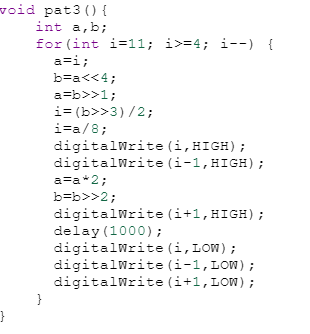 void pat3(){
int a,b;
for(int i=11; i>=4; i--) {
a=i;
b=a<<4;
a=b>>1;
i=(b>>3)/2;
i=a/8;
digitalWrite(i,HIGH);
digitalWrite(i-1,HIGH);
a=a*2;
b=b>>2;
digitalWrite(i+1,HIGH);
delay(1000);
digitalWrite(i,LOW);
digitalWrite(i-1,LOW);
digitalWrite(i+1,LOW);
}
}